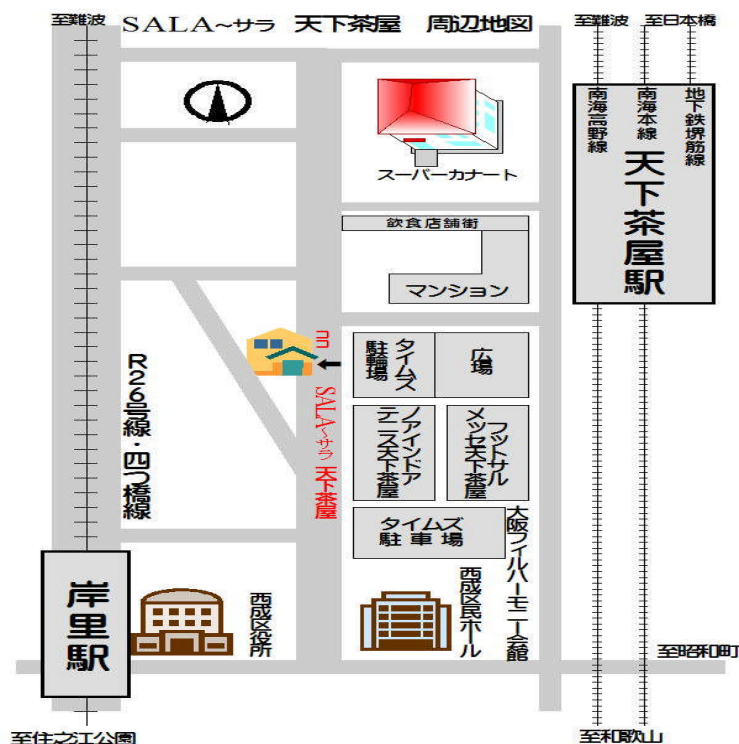 至難波
SALA～サラ 天下茶屋 周辺地図
至難波
至日本橋
南海高野線
南海本線
地下鉄堺筋線
天下茶屋駅
スーパーカナート
飲食店舗街
マンション
R26号線・四つ橋線
ココ
SALA～サラ 天下茶屋
タイムズ
駐輪場
広場
ノアインドア
テニス天下茶屋
フットサル
メッセ天下茶屋
タイムズ
駐車場
大阪フィルハーモニー会館
岸里駅
西成区役所
西成区民ホール
至昭和町
至住之江公園
至和歌山